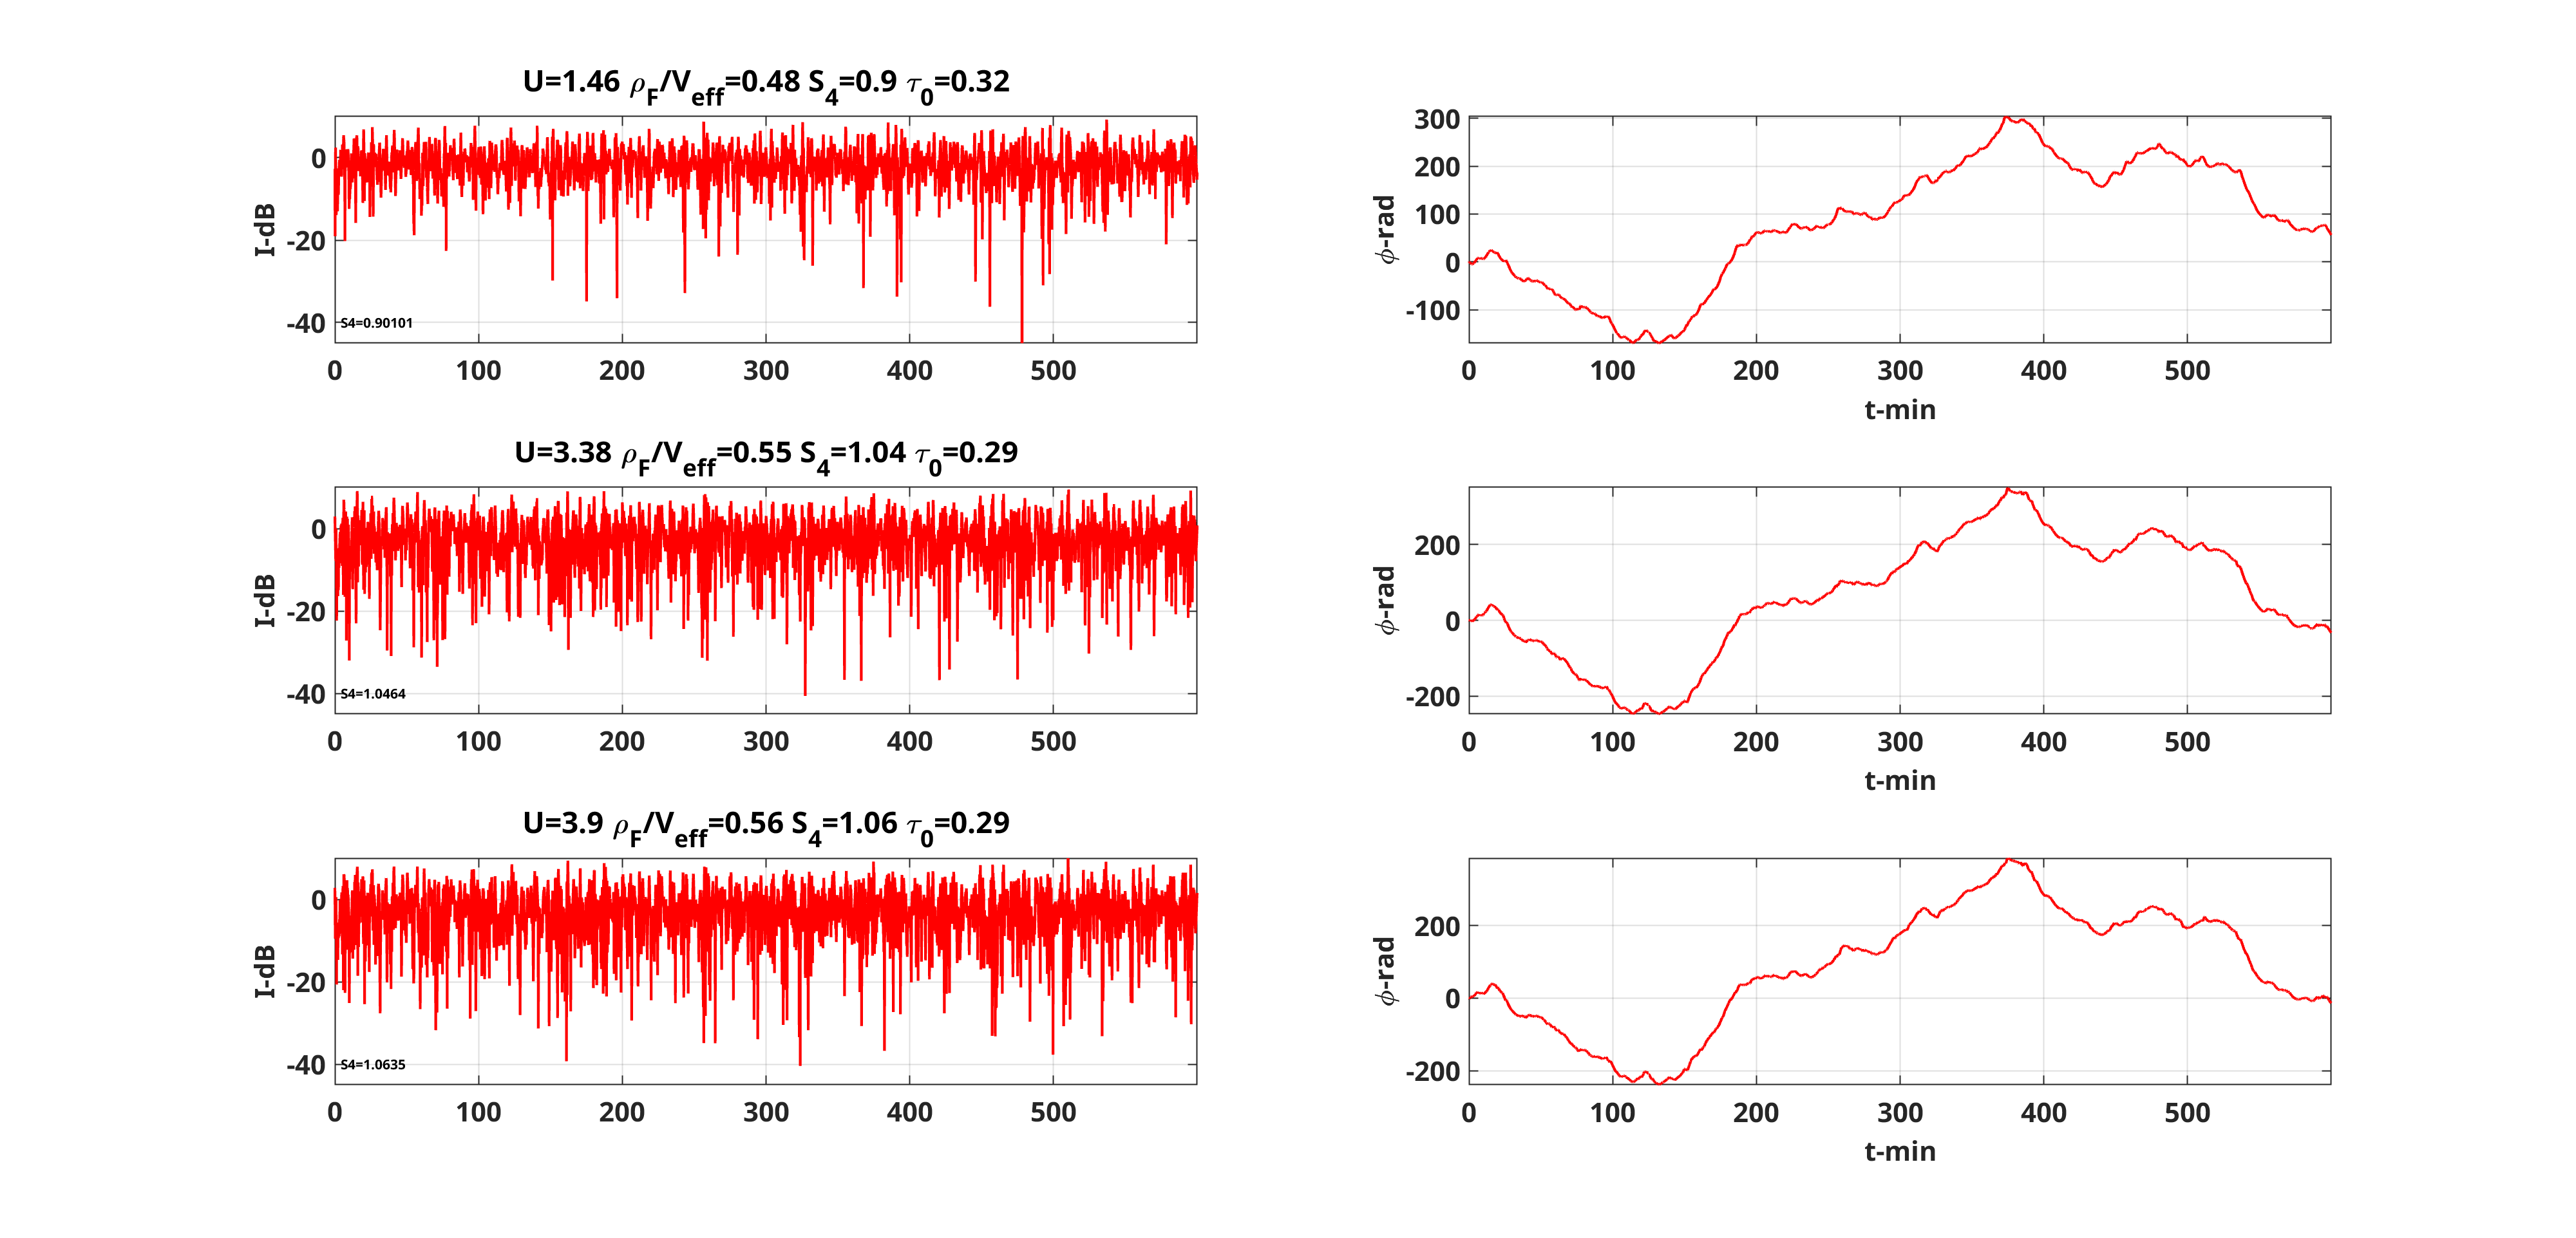 U=1.46 ρF/Veff=0.48 S4=0.9 τ0=0.32
I-dB
0
-20
-40
S4=0.90101
0 100 200 300 400 500
ϕ-rad
300
200
100
0
-100
0 100 200 300 400 500
t-min
U=3.38 ρF/Veff=0.55 S4=1.04 τ0=0.29
I-dB
0
-20
-40
S4=1.0464
0 100 200 300 400 500
ϕ-rad
200
0
-200
0 100 200 300 400 500
t-min
U=3.9 ρF/Veff=0.56 S4=1.06 τ0=0.29
I-dB
0
-20
-40
S4=1.0635
0 100 200 300 400 500
ϕ-rad
200
0
-200
0 100 200 300 400 500
t-min